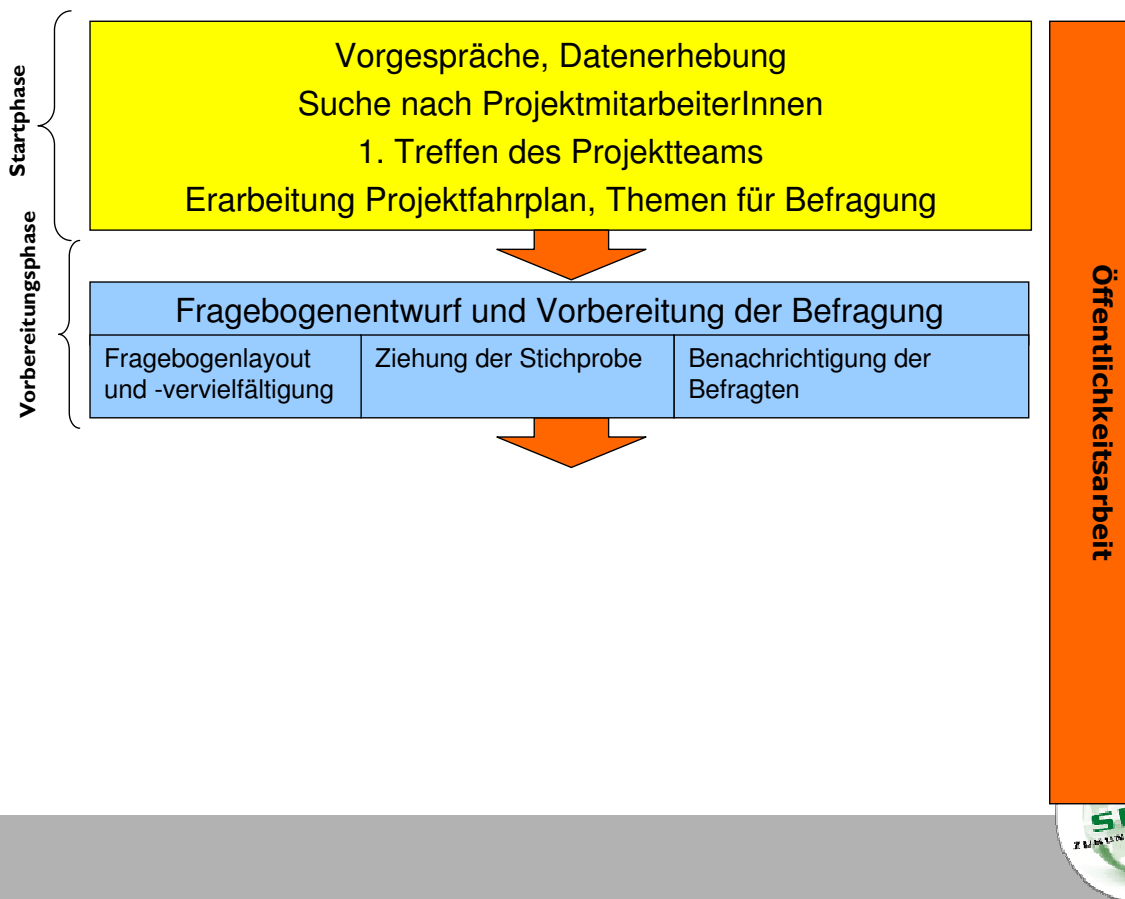 Startphase
Vorgespräche, Datenerhebung
Suche nach ProjektmitarbeiterInnen
1. Treffen des Projektteams
Erarbeitung Projektfahrplan, Themen für Befragung
Vorbereitungsphase
Fragebogenentwurf und Vorbereitung der Befragung
Fragebogenlayout
und -vervielfältigung
Ziehung der Stichprobe
Benachrichtigung der
Befragten
Öffentlichkeitsarbeit